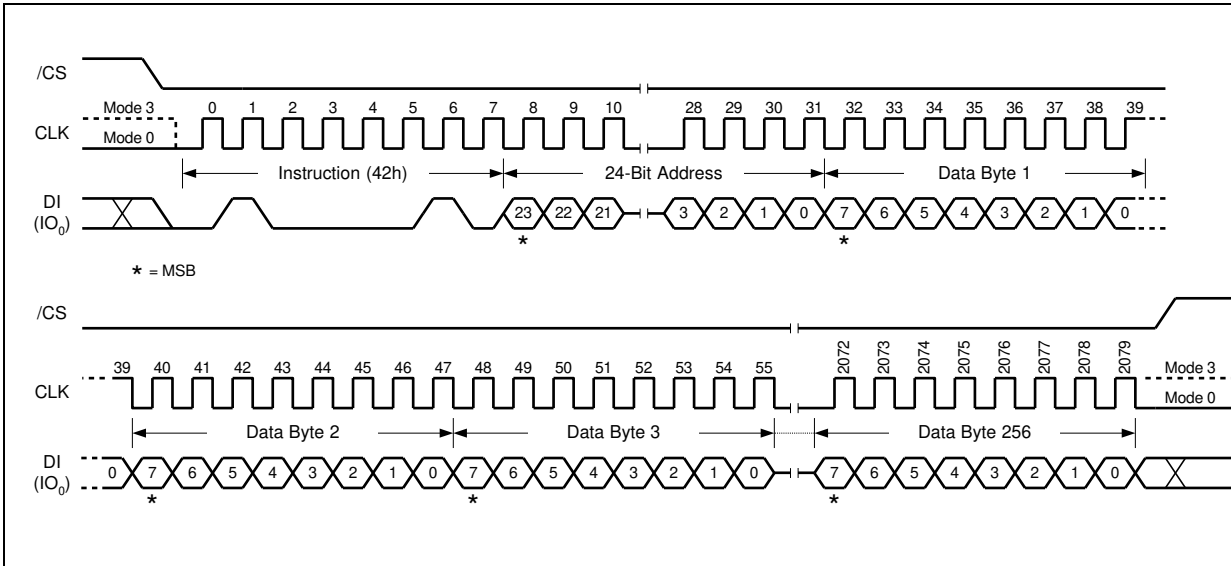 /CS
Mode 3 0 1 2 3 4 5 6 7 8 9 10 28 29 30 31 32 33 34 35 36 37 38 39
CLK Mode 0
Instruction (42h) 24-Bit Address Data Byte 1
DI
(IO0) 23 22 21 3 2 1 0 7 6 5 4 3 2 1 0
* *
* = MSB
/CS
39 40 41 42 43 44 45 46 47 48 49 50 51 52 53 54 55 2072 2073 2074 2075 2076 2077 2078 2079 Mode 3
CLK Mode 0
Data Byte 2 Data Byte 3 Data Byte 256
DI
(IO0) 0 7 6 5 4 3 2 1 0 7 6 5 4 3 2 1 0 7 6 5 4 3 2 1 0
* * *